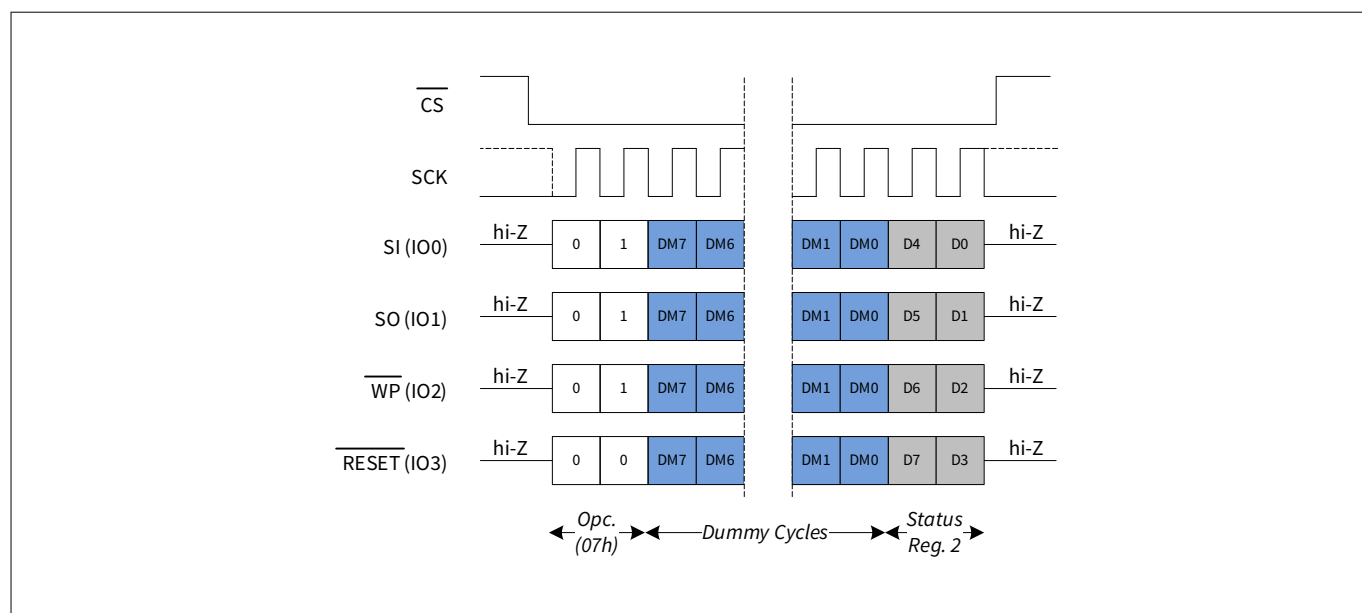 CS
SCK
SI (IO0) hi-Z 0 1 DM7 DM6 DM1 DM0 D4 D0 hi-Z
SO (IO1) hi-Z 0 1 DM7 DM6 DM1 DM0 D5 D1 hi-Z
WP (IO2) hi-Z 0 1 DM7 DM6 DM1 DM0 D6 D2 hi-Z
RESET (IO3) hi-Z 0 0 DM7 DM6 DM1 DM0 D7 D3 hi-Z
Opc. Dummy Cycles Status
(07h) Reg. 2